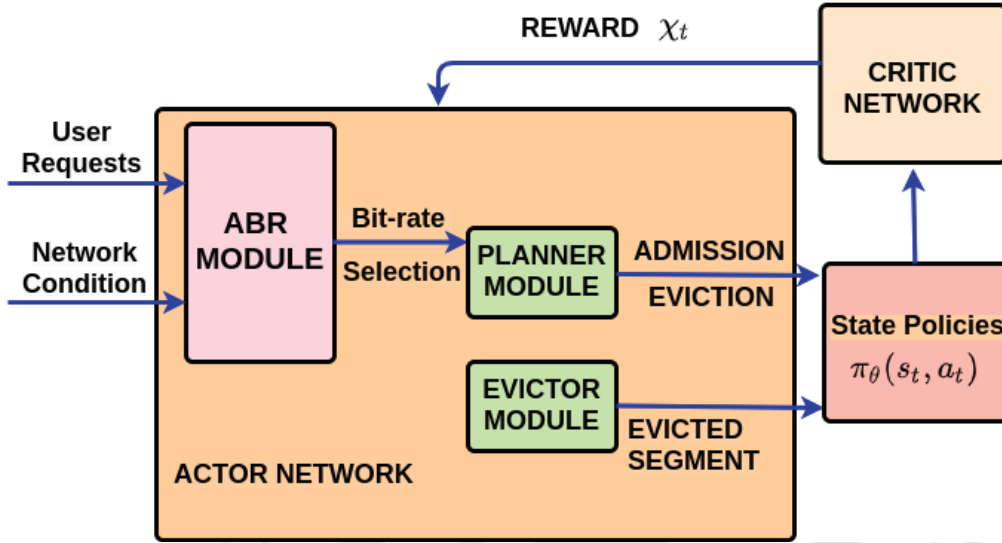 REWARD χt
CRITIC
NETWORK
User
Requests
Network
Condition
ABR
MODULE
Bit-rate
Selection
PLANNER
MODULE
ADMISSION
EVICTION
State Policies
πθ(st, at)
EVICTOR
MODULE
EVICTED
SEGMENT
ACTOR NETWORK